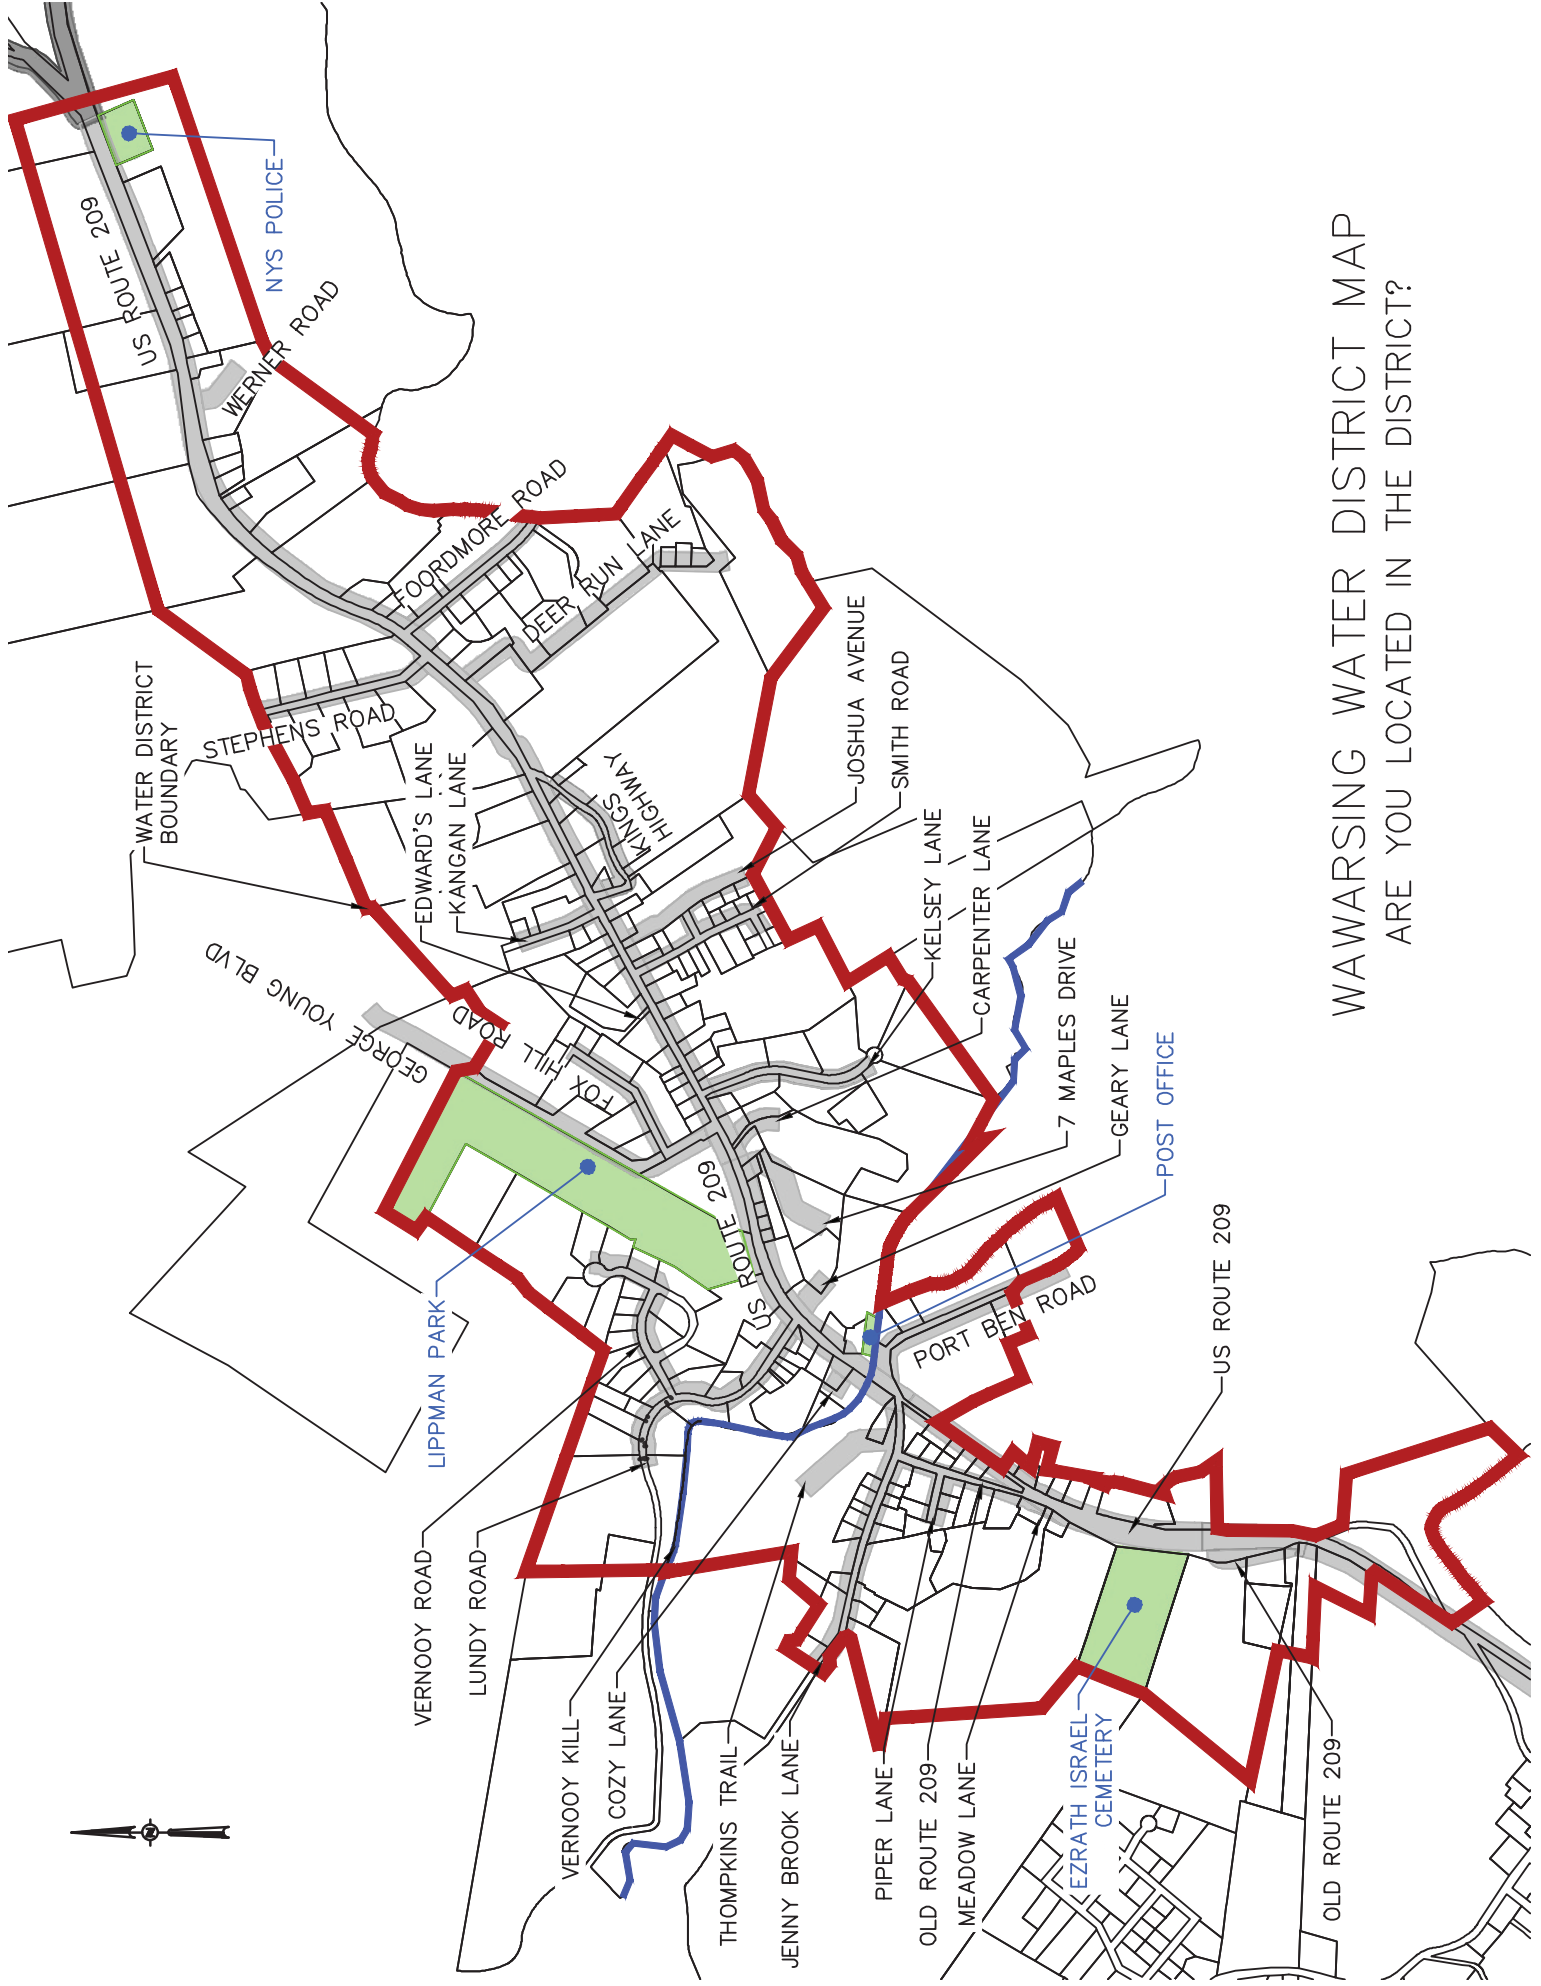 WAWARSING WATER DISTRICT MAP
ARE YOU LOCATED IN THE DISTRICT?
VERNOOY ROAD
LUNDY ROAD
VERNOOY KILL
COZY LANE
THOMPKINS TRAIL
JENNY BROOK LANE
PIPER LANE
OLD ROUTE 209
MEADOW LANE
EZRATH ISRAEL
CEMETERY
OLD ROUTE 209
LIPPMAN PARK
US ROUTE 209
PORT BEN ROAD
US ROUTE 209
POST OFFICE
GEARY LANE
7 MAPLES DRIVE
CARPENTER LANE
KELSEY LANE
GEORGE YOUNG BLVD
FOX HILL ROAD
WATER DISTRICT
BOUNDARY
EDWARD'S LANE
KANGAN LANE
KINGS
HIGHWAY
JOSHUA AVENUE
SMITH ROAD
STEPHENS ROAD
DEER RUN LANE
FOORDMORE ROAD
WERNER ROAD
US ROUTE 209
NYS POLICE
N